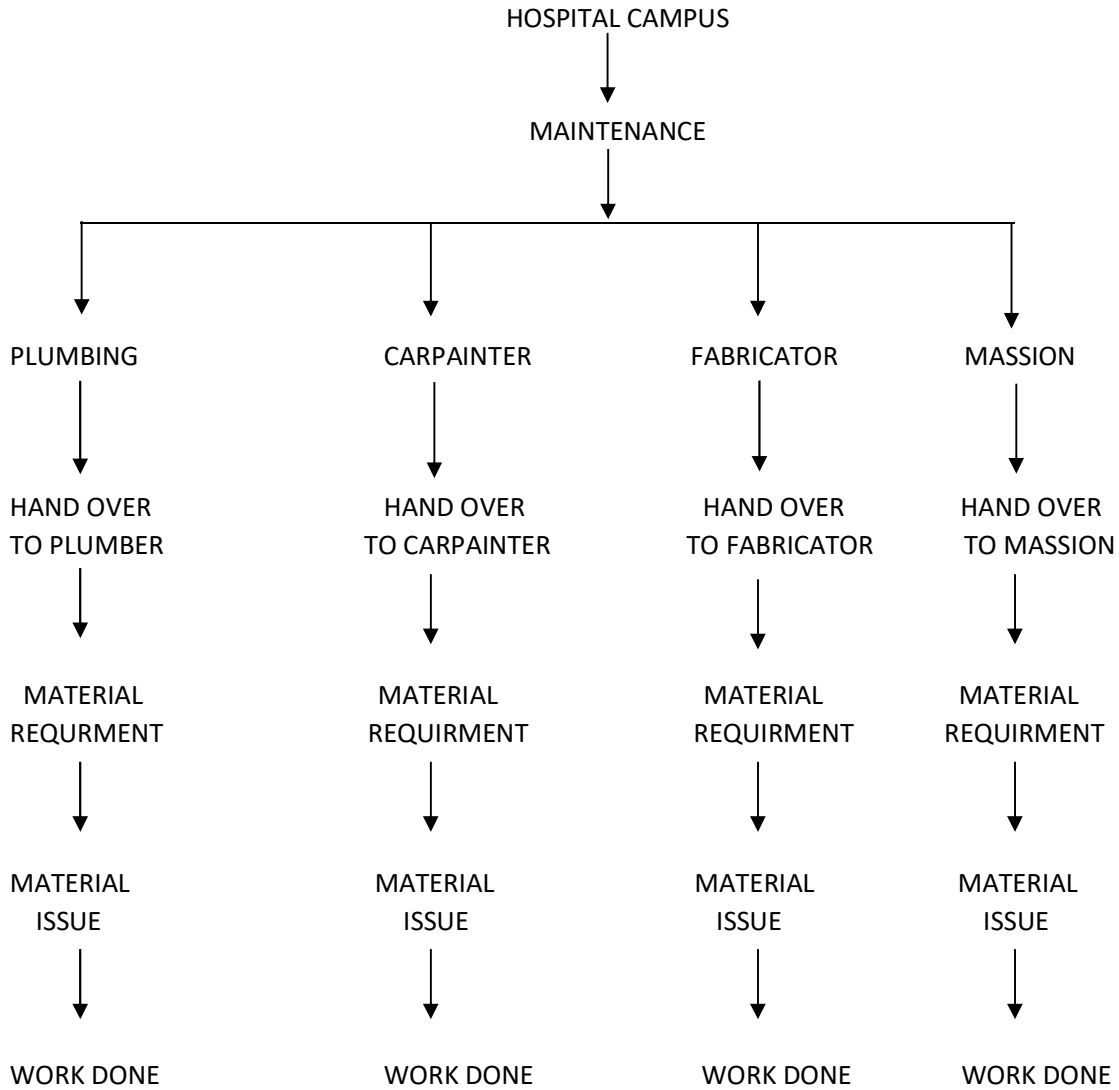 HOSPITAL CAMPUS
MAINTENANCE
PLUMBING CARPAINTER FABRICATOR MASSION
HAND OVER HAND OVER HAND OVER HAND OVER
TO PLUMBER TO CARPAINTER TO FABRICATOR TO MASSION
MATERIAL MATERIAL MATERIAL MATERIAL
REQURMENT REQUIRMENT REQUIRMENT REQUIRMENT
MATERIAL MATERIAL MATERIAL MATERIAL
ISSUE ISSUE ISSUE ISSUE
WORK DONE WORK DONE WORK DONE WORK DONE